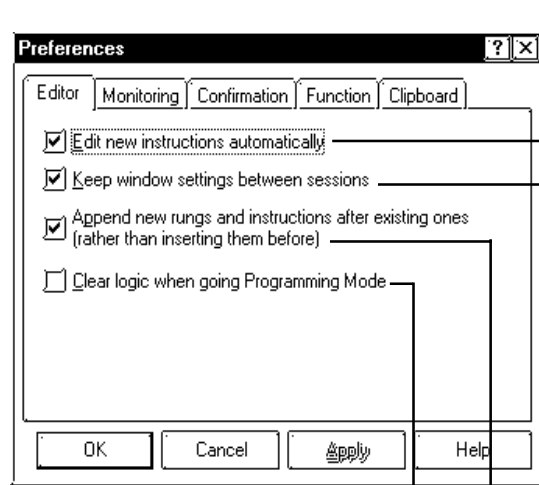 Preferences
Editor Monitoring Confirmation Function Clipboard
Edit new instructions automatically
Keep window settings between sessions
Append new rungs and instructions after existing ones
(rather than inserting them before)
Clear logic when going Programming Mode
OK Cancel Apply Help